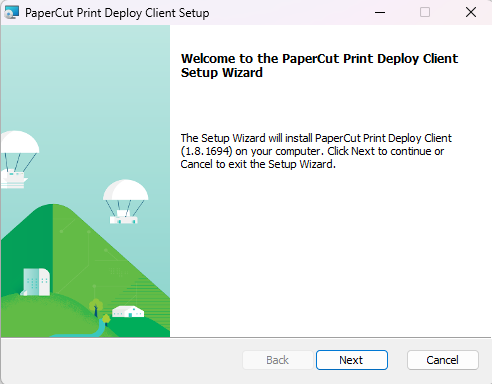 PaperCut Print Deploy Client Setup
Welcome to the PaperCut Print Deploy Client
Setup Wizard
The Setup Wizard will install PaperCut Print Deploy Client
(1.8.1694) on your computer. Click Next to continue or
Cancel to exit the Setup Wizard.
Back Next Cancel